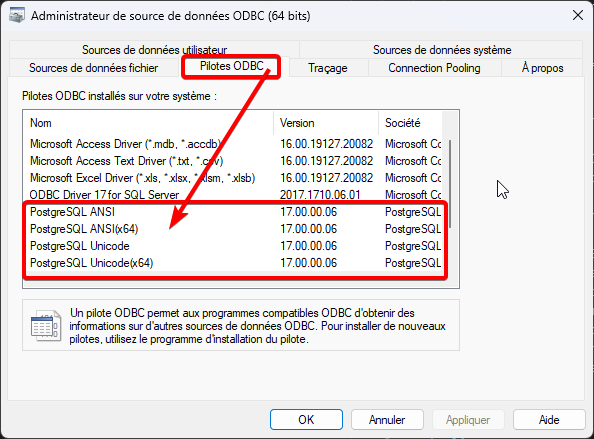 Administrateur de source de données ODBC (64 bits)
Sources de données utilisateur
Sources de données système
Sources de données fichier
Pilotes ODBC
Traçage
Connection Pooling
À propos
Pilotes ODBC installés sur votre système :
Nom Version Société
Microsoft Access Driver (*.mdb, *.accdb) 16.00.19127.20082 Microsoft Co
Microsoft Access Text Driver (*.txt, *.csv) 16.00.19127.20082 Microsoft Co
Microsoft Excel Driver (*.xls, *.xlsx, *.xlsm, *.xlsb) 16.00.19127.20082 Microsoft Co
ODBC Driver 17 for SQL Server 2017.1710.06.01 Microsoft Co
PostgreSQL ANSI 17.00.00.06 PostgreSQL
PostgreSQL ANSI(x64) 17.00.00.06 PostgreSQL
PostgreSQL Unicode 17.00.00.06 PostgreSQL
PostgreSQL Unicode(x64) 17.00.00.06 PostgreSQL
Un pilote ODBC permet aux programmes compatibles ODBC d'obtenir des
informations sur d'autres sources de données ODBC. Pour installer de nouveaux
pilotes, utilisez le programme d'installation du pilote.
OK
Annuler
Appliquer
Aide